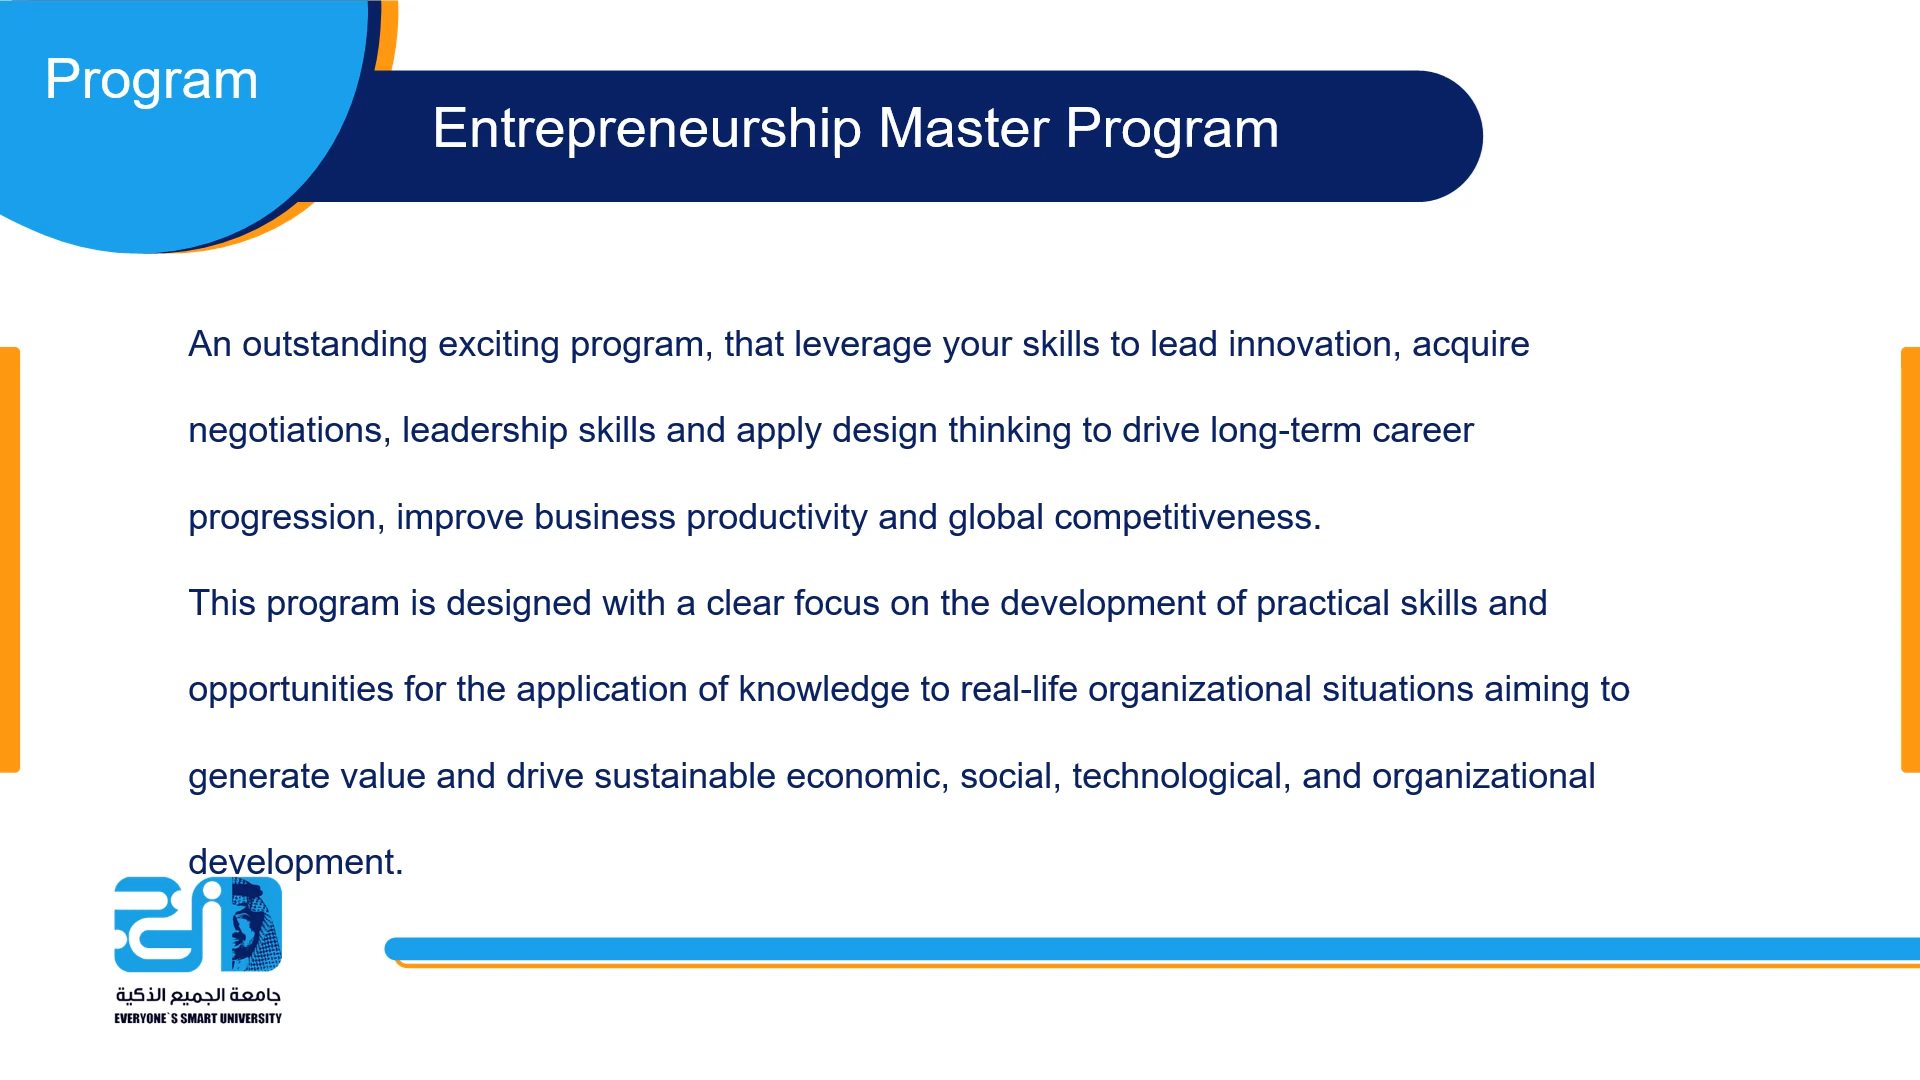 Program
Entrepreneurship Master Program
An outstanding exciting program, that leverage your skills to lead innovation, acquire
negotiations, leadership skills and apply design thinking to drive long-term career
progression, improve business productivity and global competitiveness.
This program is designed with a clear focus on the development of practical skills and
opportunities for the application of knowledge to real-life organizational situations aiming to
generate value and drive sustainable economic, social, technological, and organizational
development.
جامعة الجميع الذكية
EVERYONE`S SMART UNIVERSITY